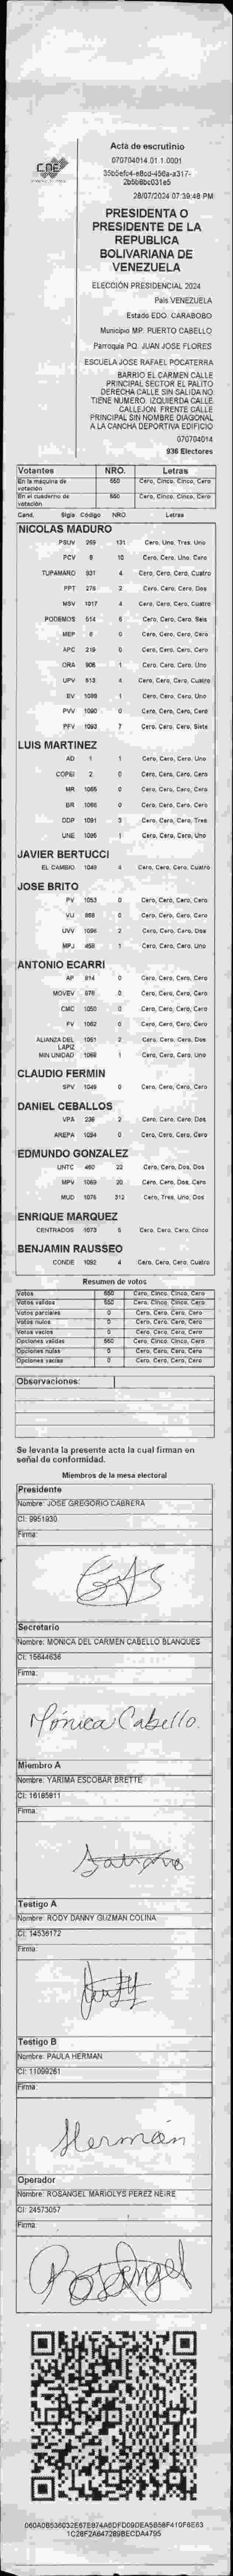 CNE
Acta de escrutinio
070704014.01.1.0001
28/07/2024 07:39:48 PM
PRESIDENTA O
PRESIDENTE DE LA
REPUBLICA
BOLIVARIANA DE
VENEZUELA
ELECCIÓN PRESIDENCIAL 2024
País VENEZUELA
Estado EDO. CARABOBO
Municipio MP. PUERTO CABELLO
Parroquia PQ. JUAN JOSE FLORES
ESCUELA JOSE RAFAEL POCATERRA
BARRIO EL CARMEN CALLE
PRINCIPAL SECTOR EL PALITO
DERECHA CALLE SIN SALIDA NO
TIENE NUMERO. IZQUIERDA CALLE
CALLEJON. FRENTE CALLE
PRINCIPAL SIN NOMBRE DIAGONAL
A LA CANCHA DEPORTIVA EDIFICIO
070704014
936 Electores
Votantes NRO. Letras
En la máquina de votación 550 Cero, Cinco, Cinco, Cero
En el cuaderno de votación 550 Cero, Cinco, Cinco, Cero
Cand. Sigla Código NRO. Letras
NICOLAS MADURO
PSUV 269 131 Cero, Uno, Tres, Uno
PCV 9 10 Cero, Cero, Uno, Cero
TUPAMARO 931 4 Cero, Cero, Cero, Cuatro
PPT 276 2 Cero, Cero, Cero, Dos
MSV 1017 4 Cero, Cero, Cero, Cuatro
PODEMOS 514 6 Cero, Cero, Cero, Seis
MEP 6 0 Cero, Cero, Cero, Cero
APC 219 0 Cero, Cero, Cero, Cero
ORA 906 1 Cero, Cero, Cero, Uno
UPV 513 4 Cero, Cero, Cero, Cuatro
EV 1089 1 Cero, Cero, Cero, Uno
PVV 1090 0 Cero, Cero, Cero, Cero
PFV 1093 7 Cero, Cero, Cero, Siete
LUIS MARTINEZ
AD 1 1 Cero, Cero, Cero, Uno
COPEI 2 0 Cero, Cero, Cero, Cero
MR 1065 0 Cero, Cero, Cero, Cero
BR 1086 0 Cero, Cero, Cero, Cero
DDP 1091 3 Cero, Cero, Cero, Tres
UNE 1095 1 Cero, Cero, Cero, Uno
JAVIER BERTUCCI
EL CAMBIO 1048 4 Cero, Cero, Cero, Cuatro
JOSE BRITO
PV 1053 0 Cero, Cero, Cero, Cero
VU 868 0 Cero, Cero, Cero, Cero
UVV 1096 2 Cero, Cero, Cero, Dos
MPJ 458 1 Cero, Cero, Cero, Uno
ANTONIO ECARRI
AP 914 0 Cero, Cero, Cero, Cero
MOVEV 978 0 Cero, Cero, Cero, Cero
CMC 1050 0 Cero, Cero, Cero, Cero
FV 1062 0 Cero, Cero, Cero, Cero
ALIANZA DEL LAPIZ 1051 2 Cero, Cero, Cero, Dos
MIN UNIDAD 1068 1 Cero, Cero, Cero, Uno
CLAUDIO FERMIN
SPV 1049 0 Cero, Cero, Cero, Cero
DANIEL CEBALLOS
VPA 236 2 Cero, Cero, Cero, Dos
AREPA 1094 0 Cero, Cero, Cero, Cero
EDMUNDO GONZALEZ
UNTC 460 22 Cero, Cero, Dos, Dos
MPV 1069 20 Cero, Cero, Dos, Cero
MUD 1076 312 Cero, Tres, Uno, Dos
ENRIQUE MARQUEZ
CENTRADOS 1073 5 Cero, Cero, Cero, Cinco
BENJAMIN RAUSSEO
CONDE 1092 4 Cero, Cero, Cero, Cuatro
Resumen de votos
Votos 550 Cero, Cinco, Cinco, Cero
Votos validos 550 Cero, Cinco, Cinco, Cero
Votos parciales 0 Cero, Cero, Cero, Cero
Votos nulos 0 Cero, Cero, Cero, Cero
Votos vacios 0 Cero, Cero, Cero, Cero
Opciones validas 550 Cero, Cinco, Cinco, Cero
Opciones nulas 0 Cero, Cero, Cero, Cero
Opciones vacias 0 Cero, Cero, Cero, Cero
Observaciones:
Se levanta la presente acta la cual firman en
señal de conformidad.
Miembros de la mesa electoral
Presidente
Nombre: JOSE GREGORIO CABRERA
CI: 9951930
Firma:
Secretario
Nombre: MONICA DEL CARMEN CABELLO BLANQUES
CI: 15644636
Firma:
Mónica Cabello.
Miembro A
Nombre: YARIMA ESCOBAR BRETTE
CI: 16185811
Firma:
Testigo A
Nombre: RODY DANNY GUZMAN COLINA
CI: 14536172
Firma:
Testigo B
Nombre: PAULA HERMAN
CI: 11099261
Firma:
Hermán
Operador
Nombre: ROSANGEL MARIOLYS PEREZ NEIRE
CI: 24573057
Firma:
Rosangel